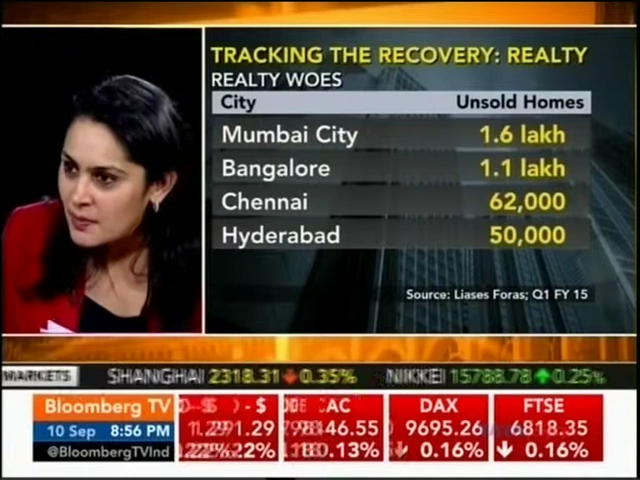 TRACKING THE RECOVERY: REALTY
REALTY WOES
City Unsold Homes
Mumbai City 1.6 lakh
Bangalore 1.1 lakh
Chennai 62,000
Hyderabad 50,000
Source: Liases Foras; Q1 FY 15
MARKETS SHANGHAI 2318.31 0.35% NIKKEI 15788.78 0.25%
Bloomberg TV DAX FTSE
10 Sep 8:56 PM 9695.26 6818.35
@BloombergTVInd 0.16% 0.16%